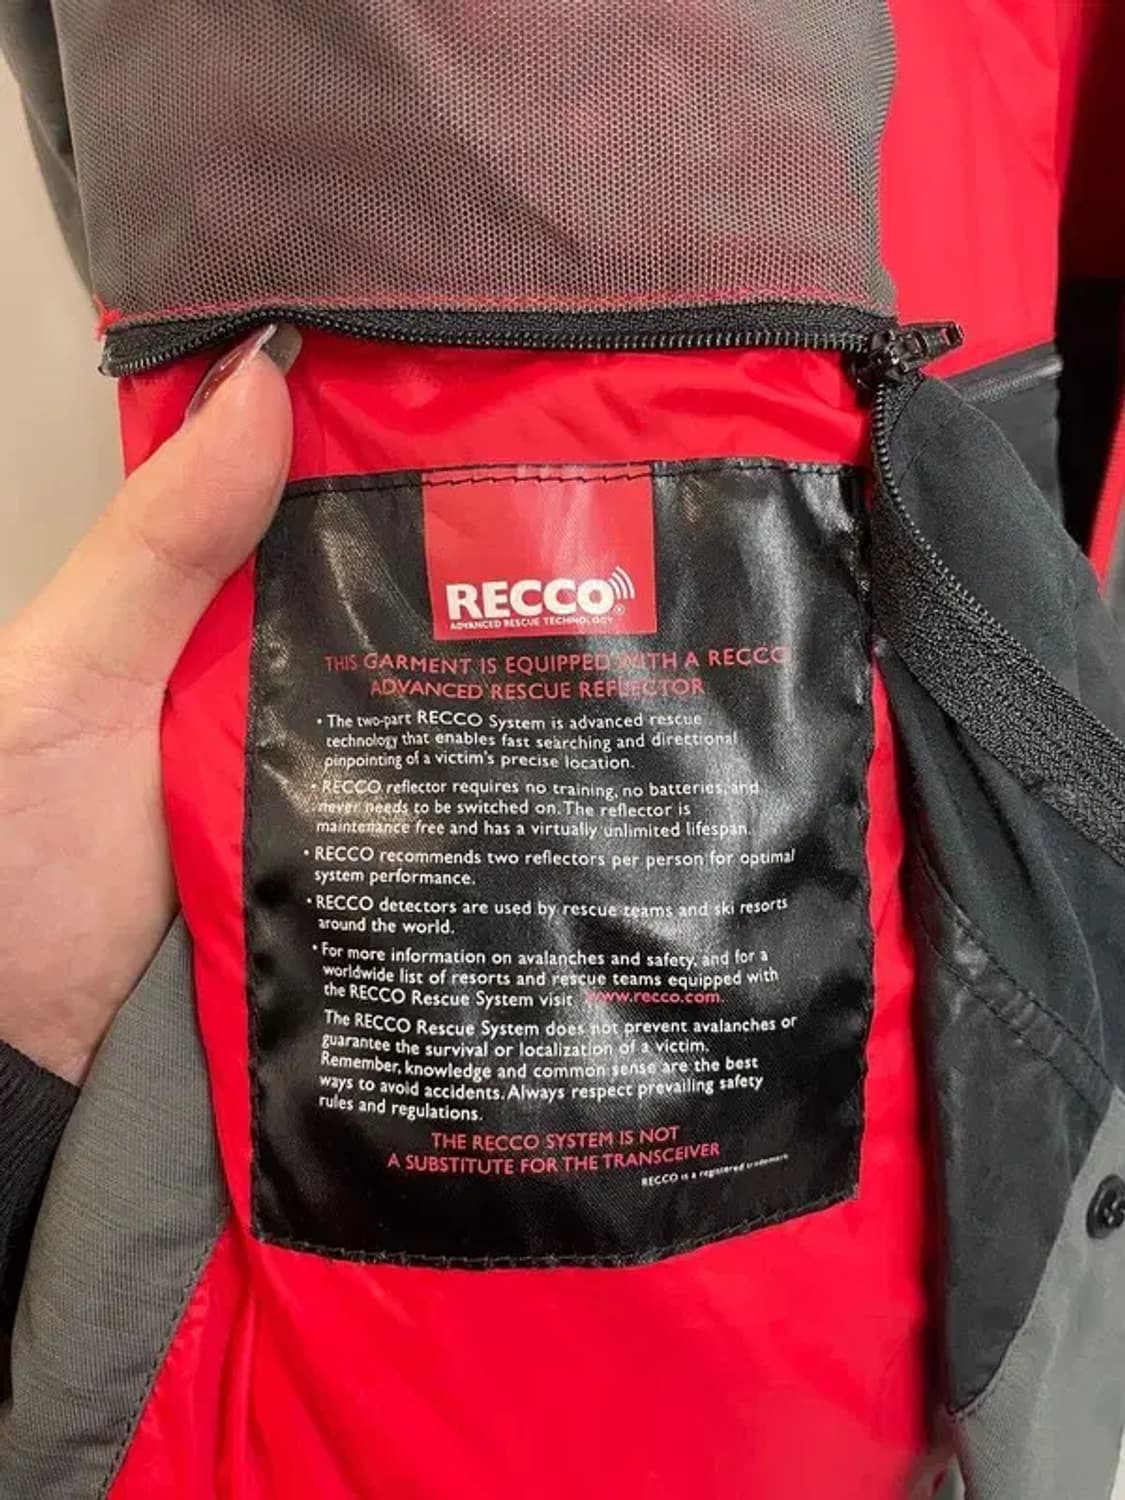 RECCO®
ADVANCED RESCUE TECHNOLOGY
THIS GARMENT IS EQUIPPED WITH A RECCO
ADVANCED RESCUE REFLECTOR
• The two-part RECCO System is advanced rescue
technology that enables fast searching and directional
pinpointing of a victim's precise location.
• RECCO reflector requires no training, no batteries, and
never needs to be switched on. The reflector is
maintenance free and has a virtually unlimited lifespan.
• RECCO recommends two reflectors per person for optimal
system performance.
• RECCO detectors are used by rescue teams and ski resorts
around the world.
• For more information on avalanches and safety, and for a
worldwide list of resorts and rescue teams equipped with
the RECCO Rescue System visit www.recco.com.
The RECCO Rescue System does not prevent avalanches or
guarantee the survival or localization of a victim.
Remember, knowledge and common sense are the best
ways to avoid accidents. Always respect prevailing safety
rules and regulations.
THE RECCO SYSTEM IS NOT
A SUBSTITUTE FOR THE TRANSCEIVER
RECCO is a registered trademark